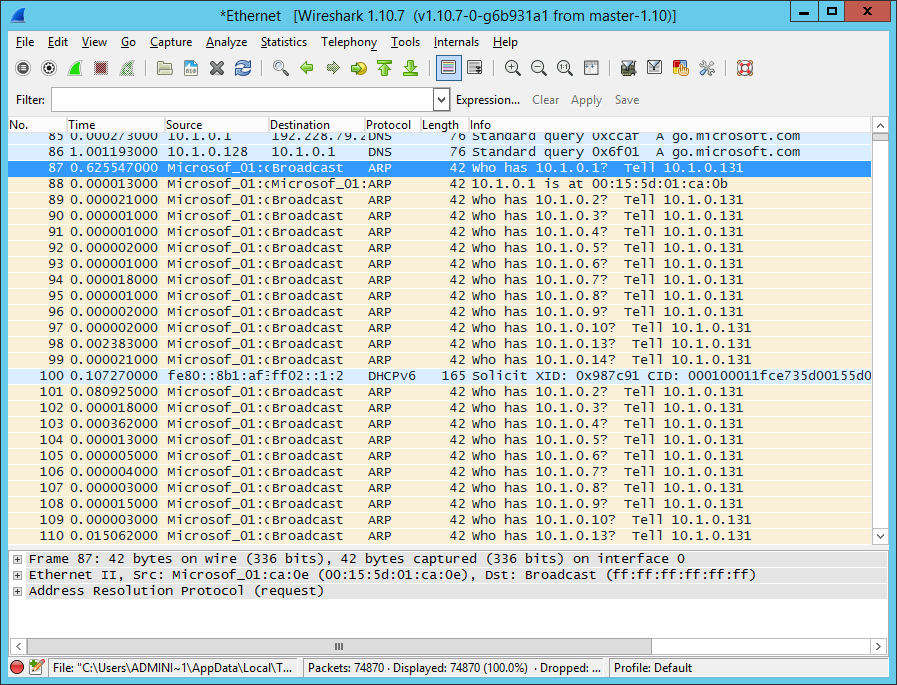 *Ethernet [Wireshark 1.10.7 (v1.10.7-0-g6b931a1 from master-1.10)]
File Edit View Go Capture Analyze Statistics Telephony Tools Internals Help
Filter: Expression... Clear Apply Save
No. Time Source Destination Protocol Length Info
85 0.000273000 10.1.0.1 192.228.79.2 DNS 76 Standard query 0xccaf A go.microsoft.com
86 1.001193000 10.1.0.128 10.1.0.1 DNS 76 Standard query 0x6f01 A go.microsoft.com
87 0.625547000 Microsof_01:c Broadcast ARP 42 Who has 10.1.0.1? Tell 10.1.0.131
88 0.000013000 Microsof_01:c Microsof_01: ARP 42 10.1.0.1 is at 00:15:5d:01:ca:0b
89 0.000021000 Microsof_01:c Broadcast ARP 42 Who has 10.1.0.2? Tell 10.1.0.131
90 0.000001000 Microsof_01:c Broadcast ARP 42 Who has 10.1.0.3? Tell 10.1.0.131
91 0.000001000 Microsof_01:c Broadcast ARP 42 Who has 10.1.0.4? Tell 10.1.0.131
92 0.000002000 Microsof_01:c Broadcast ARP 42 Who has 10.1.0.5? Tell 10.1.0.131
93 0.000001000 Microsof_01:c Broadcast ARP 42 Who has 10.1.0.6? Tell 10.1.0.131
94 0.000018000 Microsof_01:c Broadcast ARP 42 Who has 10.1.0.7? Tell 10.1.0.131
95 0.000001000 Microsof_01:c Broadcast ARP 42 Who has 10.1.0.8? Tell 10.1.0.131
96 0.000002000 Microsof_01:c Broadcast ARP 42 Who has 10.1.0.9? Tell 10.1.0.131
97 0.000002000 Microsof_01:c Broadcast ARP 42 Who has 10.1.0.10? Tell 10.1.0.131
98 0.002383000 Microsof_01:c Broadcast ARP 42 Who has 10.1.0.13? Tell 10.1.0.131
99 0.000021000 Microsof_01:c Broadcast ARP 42 Who has 10.1.0.14? Tell 10.1.0.131
100 0.107270000 fe80::8b1:af3 ff02::1:2 DHCPv6 165 Solicit XID: 0x987c91 CID: 000100011fce735d00155d0
101 0.080925000 Microsof_01:c Broadcast ARP 42 Who has 10.1.0.2? Tell 10.1.0.131
102 0.000018000 Microsof_01:c Broadcast ARP 42 Who has 10.1.0.3? Tell 10.1.0.131
103 0.000362000 Microsof_01:c Broadcast ARP 42 Who has 10.1.0.4? Tell 10.1.0.131
104 0.000013000 Microsof_01:c Broadcast ARP 42 Who has 10.1.0.5? Tell 10.1.0.131
105 0.000005000 Microsof_01:c Broadcast ARP 42 Who has 10.1.0.6? Tell 10.1.0.131
106 0.000004000 Microsof_01:c Broadcast ARP 42 Who has 10.1.0.7? Tell 10.1.0.131
107 0.000003000 Microsof_01:c Broadcast ARP 42 Who has 10.1.0.8? Tell 10.1.0.131
108 0.000015000 Microsof_01:c Broadcast ARP 42 Who has 10.1.0.9? Tell 10.1.0.131
109 0.000003000 Microsof_01:c Broadcast ARP 42 Who has 10.1.0.10? Tell 10.1.0.131
110 0.015062000 Microsof_01:c Broadcast ARP 42 Who has 10.1.0.13? Tell 10.1.0.131
Frame 87: 42 bytes on wire (336 bits), 42 bytes captured (336 bits) on interface 0
Ethernet II, Src: Microsof_01:ca:0e (00:15:5d:01:ca:0e), Dst: Broadcast (ff:ff:ff:ff:ff:ff)
Address Resolution Protocol (request)
File: "C:\Users\ADMINI~1\AppData\Local\T... Packets: 74870 · Displayed: 74870 (100.0%) · Dropped: ... Profile: Default